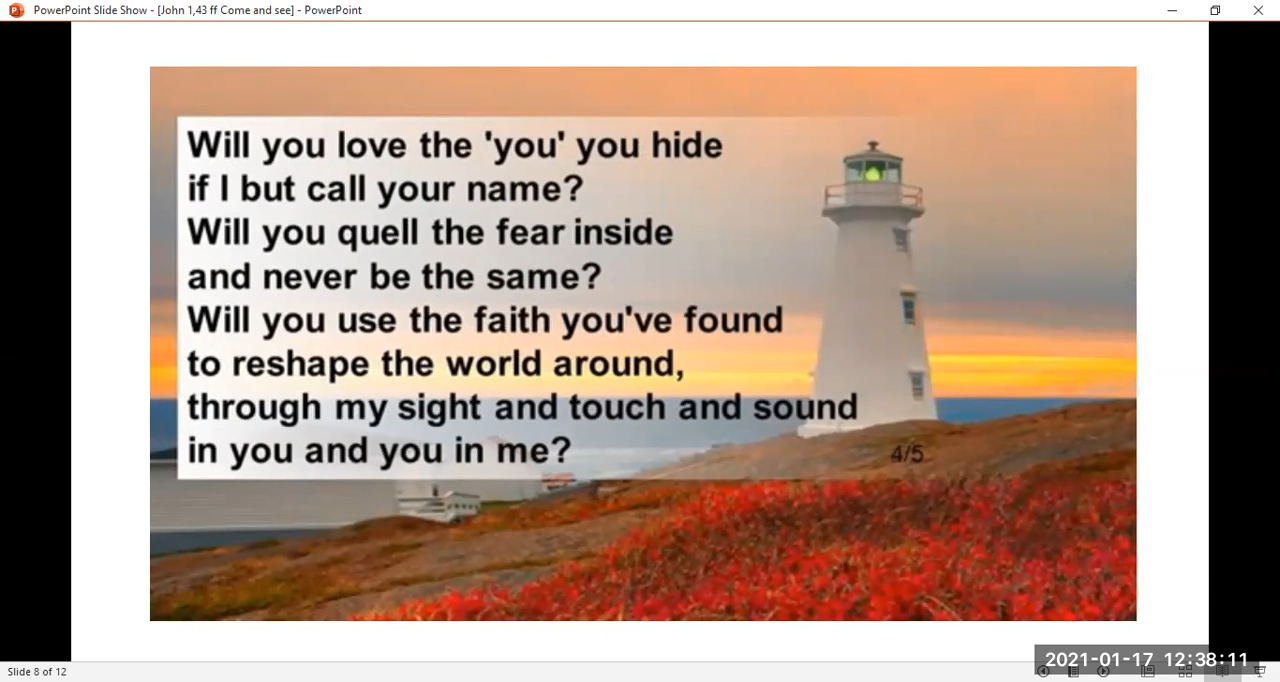 PowerPoint Slide Show - [John 1,43 ff Come and see] - PowerPoint
Will you love the 'you' you hide
if I but call your name?
Will you quell the fear inside
and never be the same?
Will you use the faith you've found
to reshape the world around,
through my sight and touch and sound
in you and you in me?
4/5
2021-01-17 12:38:11
Slide 8 of 12